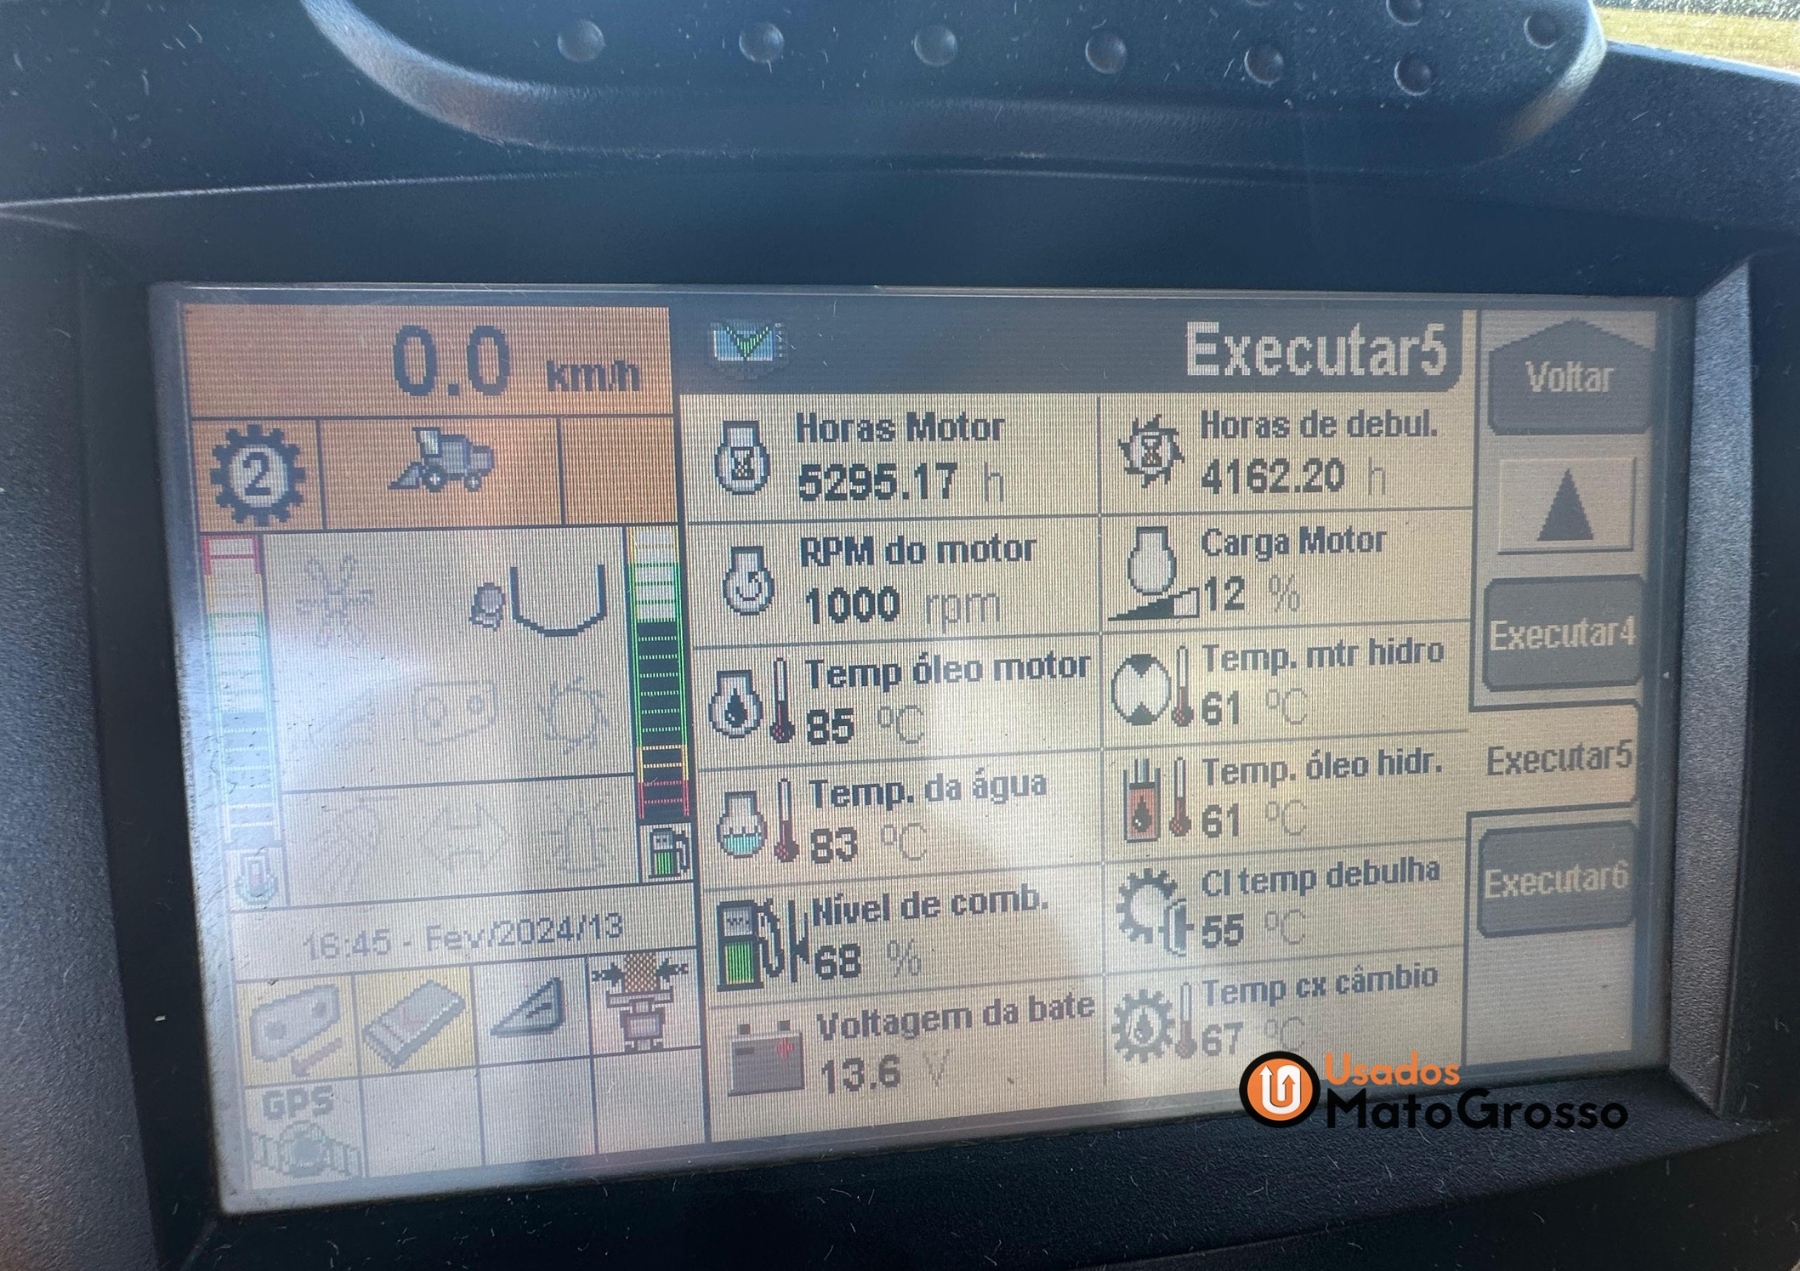 0.0 km/h
2
Executar5
Voltar
Horas Motor
5295.17 h
Horas de debul.
4162.20 h
RPM do motor
1000 rpm
Carga Motor
12 %
Executar4
Temp óleo motor
85 °C
Temp. mtr hidro
61 °C
Executar5
Temp. da água
83 °C
Temp. óleo hidr.
61 °C
Executar6
Nível de comb.
68 %
Cl temp debulha
55 °C
16:45 - Fev/2024/13
Voltagem da bate
13.6 V
Temp cx câmbio
67 °C
GPS
Usados
MatoGrosso